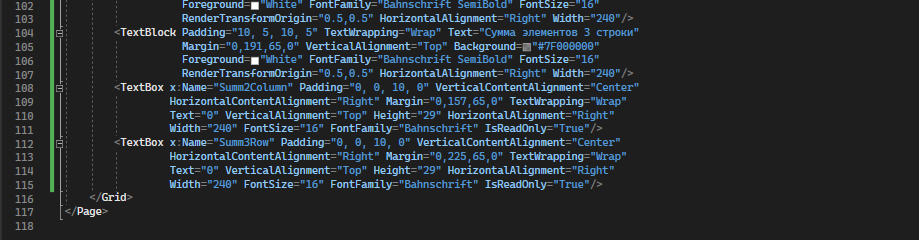 102 Foreground="White" FontFamily="Bahnschrift SemiBold" FontSize="16"
103 RenderTransformOrigin="0.5,0.5" HorizontalAlignment="Right" Width="240"/>
104 <TextBlock Padding="10, 5, 10, 5" TextWrapping="Wrap" Text="Сумма элементов 3 строки"
105 Margin="0,191,65,0" VerticalAlignment="Top" Background="#7F000000"
106 Foreground="White" FontFamily="Bahnschrift SemiBold" FontSize="16"
107 RenderTransformOrigin="0.5,0.5" HorizontalAlignment="Right" Width="240"/>
108 <TextBox x:Name="Summ2Column" Padding="0, 0, 10, 0" VerticalContentAlignment="Center"
109 HorizontalContentAlignment="Right" Margin="0,157,65,0" TextWrapping="Wrap"
110 Text="0" VerticalAlignment="Top" Height="29" HorizontalAlignment="Right"
111 Width="240" FontSize="16" FontFamily="Bahnschrift" IsReadOnly="True"/>
112 <TextBox x:Name="Summ3Row" Padding="0, 0, 10, 0" VerticalContentAlignment="Center"
113 HorizontalContentAlignment="Right" Margin="0,225,65,0" TextWrapping="Wrap"
114 Text="0" VerticalAlignment="Top" Height="29" HorizontalAlignment="Right"
115 Width="240" FontSize="16" FontFamily="Bahnschrift" IsReadOnly="True"/>
116 </Grid>
117 </Page>
118